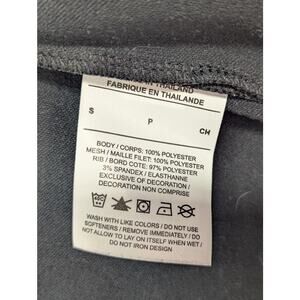 THAILAND
FABRIQUE EN THAILANDE
S P CH
BODY / CORPS: 100% POLYESTER
MESH / MAILLE FILET: 100% POLYESTER
RIB / BORD COTE: 97% POLYESTER
3% SPANDEX / ELASTHANNE
EXCLUSIVE OF DECORATION /
DECORATION NON COMPRISE
WASH WITH LIKE COLORS / DO NOT USE
SOFTENERS / REMOVE IMMEDIATELY / DO
NOT ALLOW TO LAY ON ITSELF WHEN WET /
DO NOT IRON DESIGN